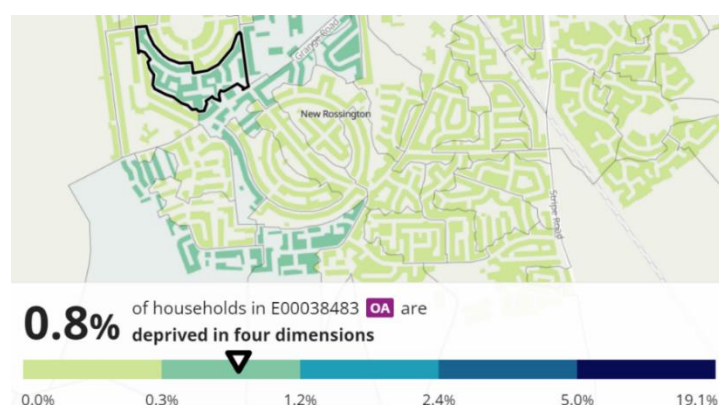 Grange Road
New Rossington
Stripe Road
0.8% of households in E00038483 OA are
deprived in four dimensions
0.0% 0.3% 1.2% 2.4% 5.0% 19.1%